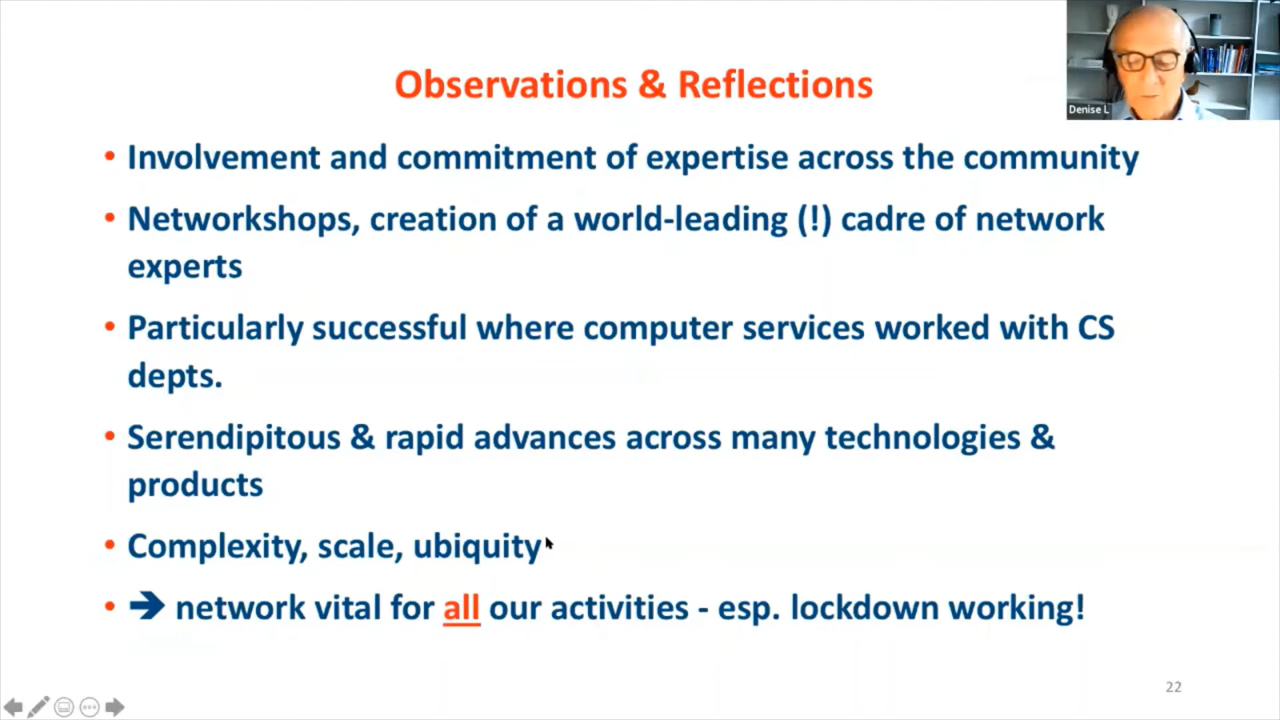 Observations & Reflections
Denise L
• Involvement and commitment of expertise across the community
• Networkshops, creation of a world-leading (!) cadre of network
experts
• Particularly successful where computer services worked with CS
depts.
• Serendipitous & rapid advances across many technologies &
products
• Complexity, scale, ubiquity
• ➔ network vital for all our activities - esp. lockdown working!
22